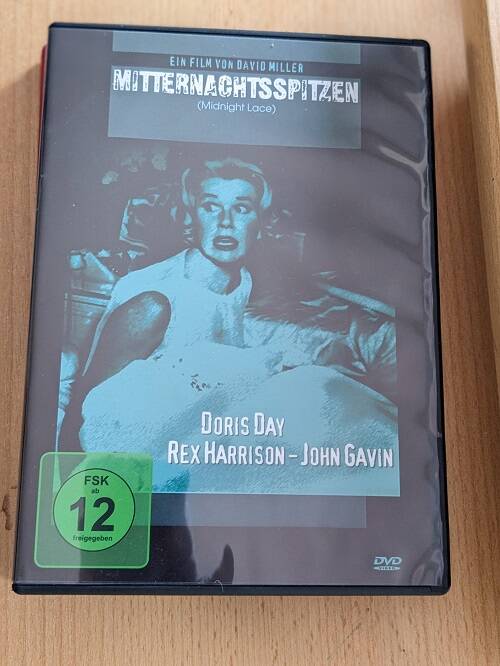 EIN FILM VON DAVID MILLER
MITTERNACHTSSPITZEN
(Midnight Lace)
DORIS DAY
REX HARRISON – JOHN GAVIN
FSK
ab
12
freigegeben
DVD
VIDEO